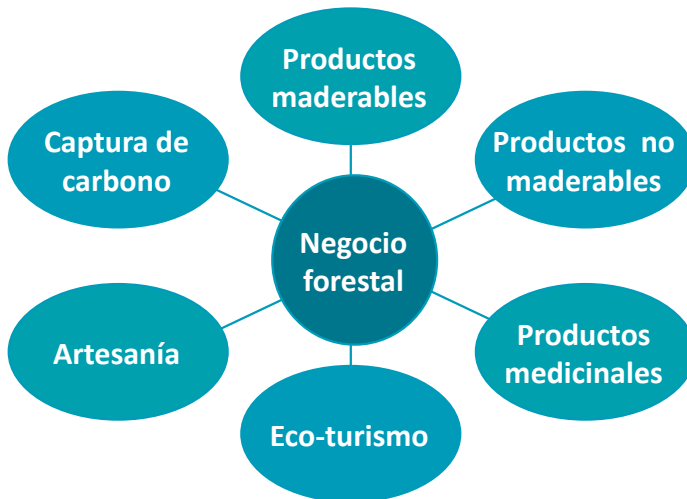 Productos
maderables
Captura de
carbono
Productos no
maderables
Negocio
forestal
Artesanía
Productos
medicinales
Eco-turismo